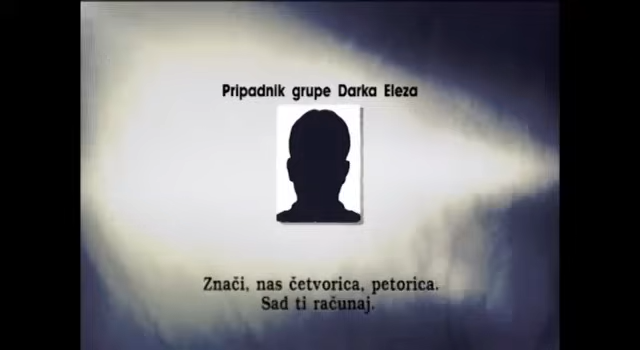 Pripadnik grupe Darka Eleza
Znači, nas četvorica, petorica.
Sad ti računaj.